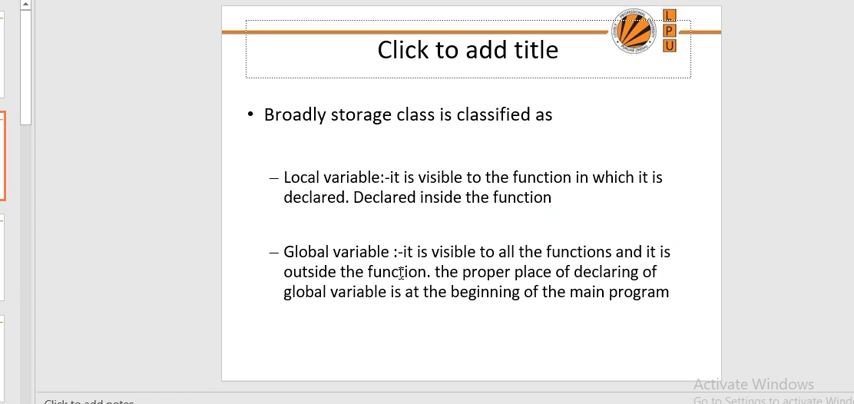 L
P
U
Click to add title
• Broadly storage class is classified as
– Local variable:-it is visible to the function in which it is
declared. Declared inside the function
– Global variable :-it is visible to all the functions and it is
outside the function. the proper place of declaring of
global variable is at the beginning of the main program
Activate Windows
Go to Settings to activate Wind
Click to add notes